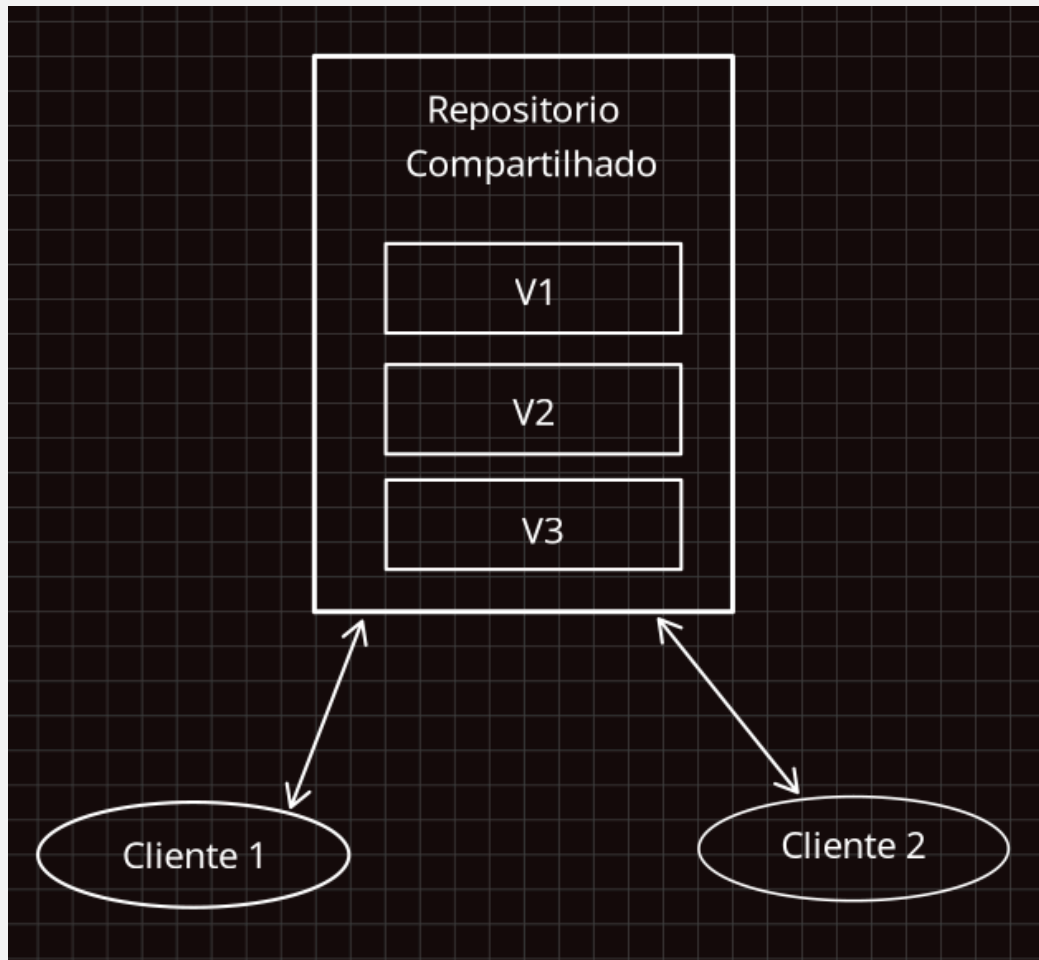 Repositorio
Compartilhado
V1
V2
V3
Cliente 1
Cliente 2